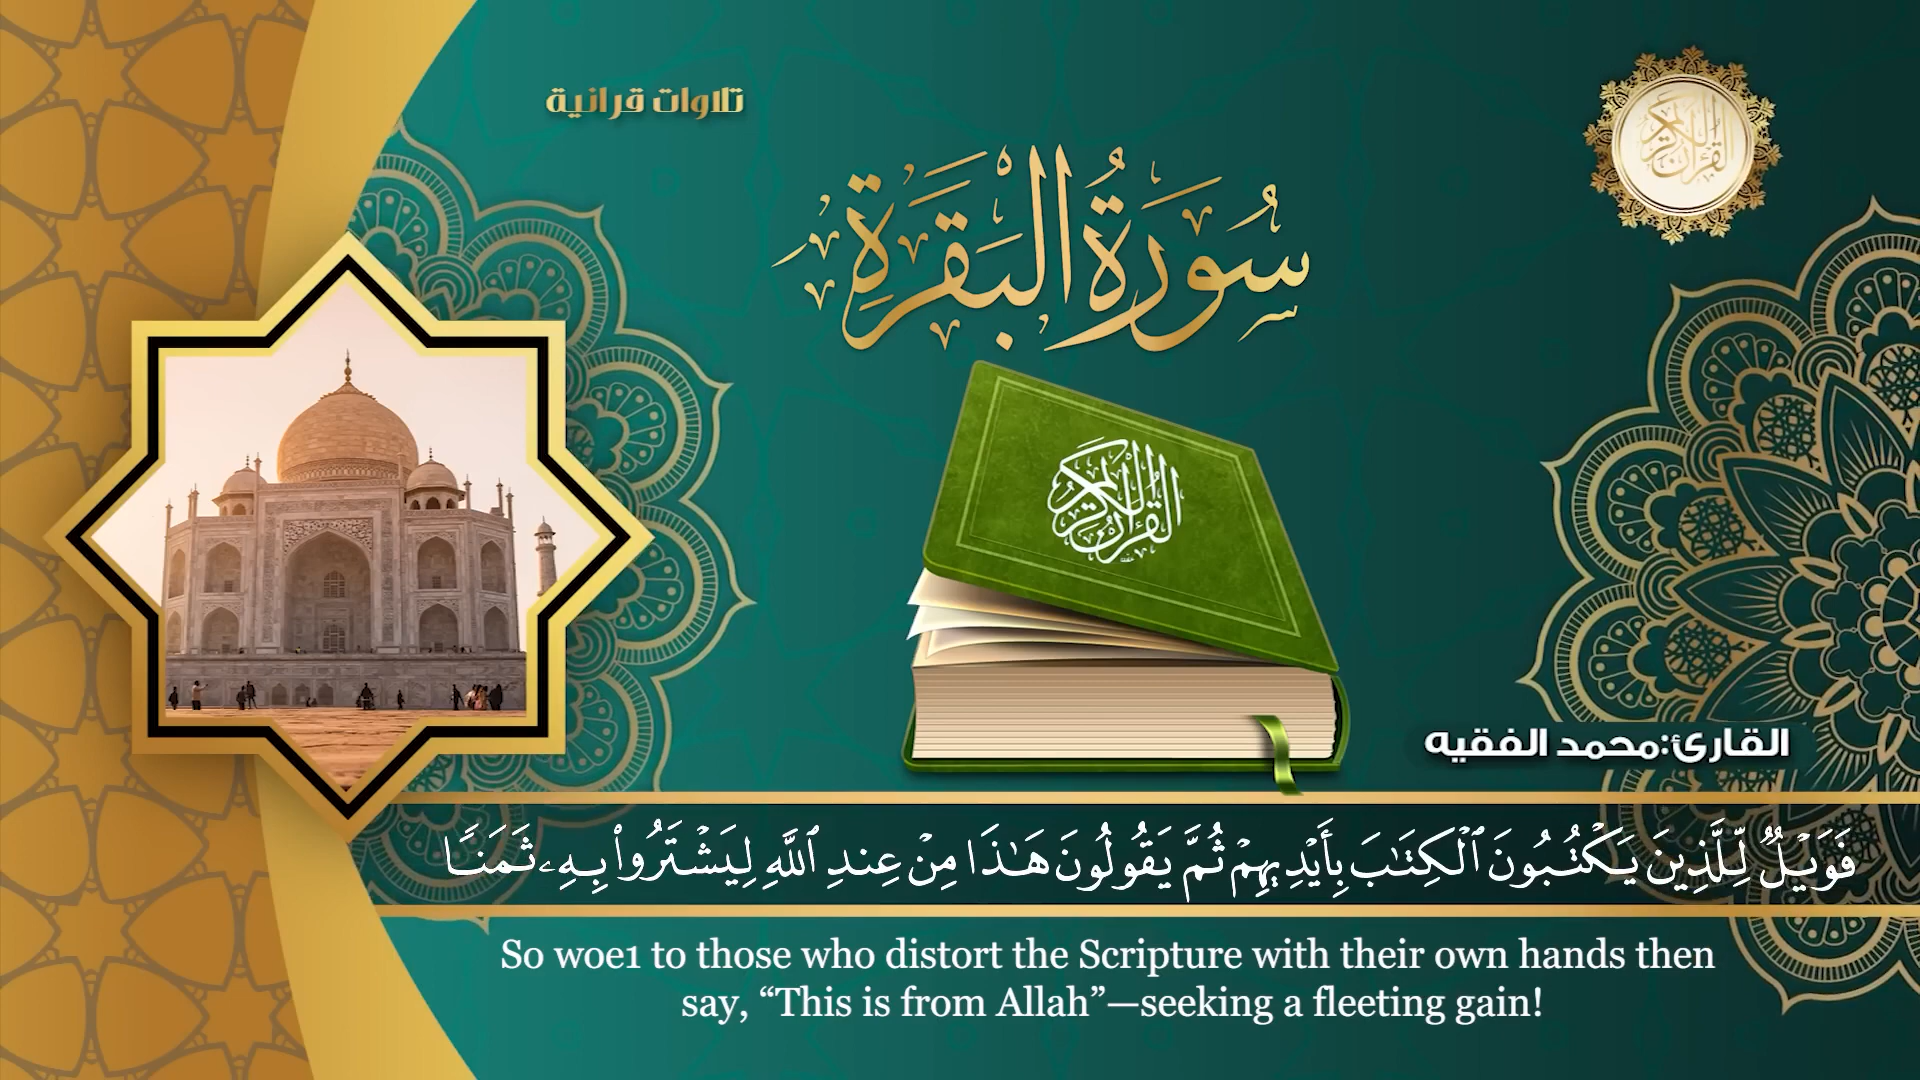 تلاوات قرانية
القرآن الكريم
سُورَةُ البَقَرَةِ
القرآن الكريم
القارئ:محمد الفقيه
فَوَيْلٌ لِّلَّذِينَ يَكْتُبُونَ ٱلْكِتَٰبَ بِأَيْدِيهِمْ ثُمَّ يَقُولُونَ هَٰذَا مِنْ عِندِ ٱللَّهِ لِيَشْتَرُوا۟ بِهِۦ ثَمَنًا
So woe1 to those who distort the Scripture with their own hands then
say, “This is from Allah”—seeking a fleeting gain!